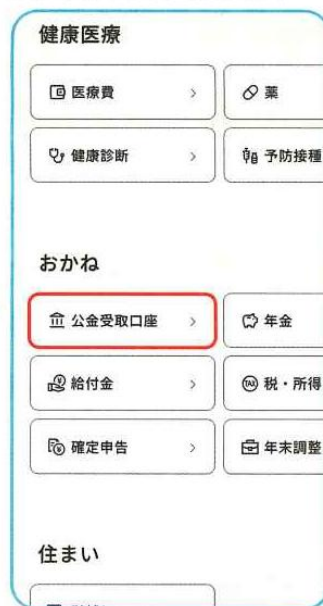 健康医療
医療費
薬
健康診断
予防接種
おかね
公金受取口座
年金
給付金
税・所得
確定申告
年末調整
住まい